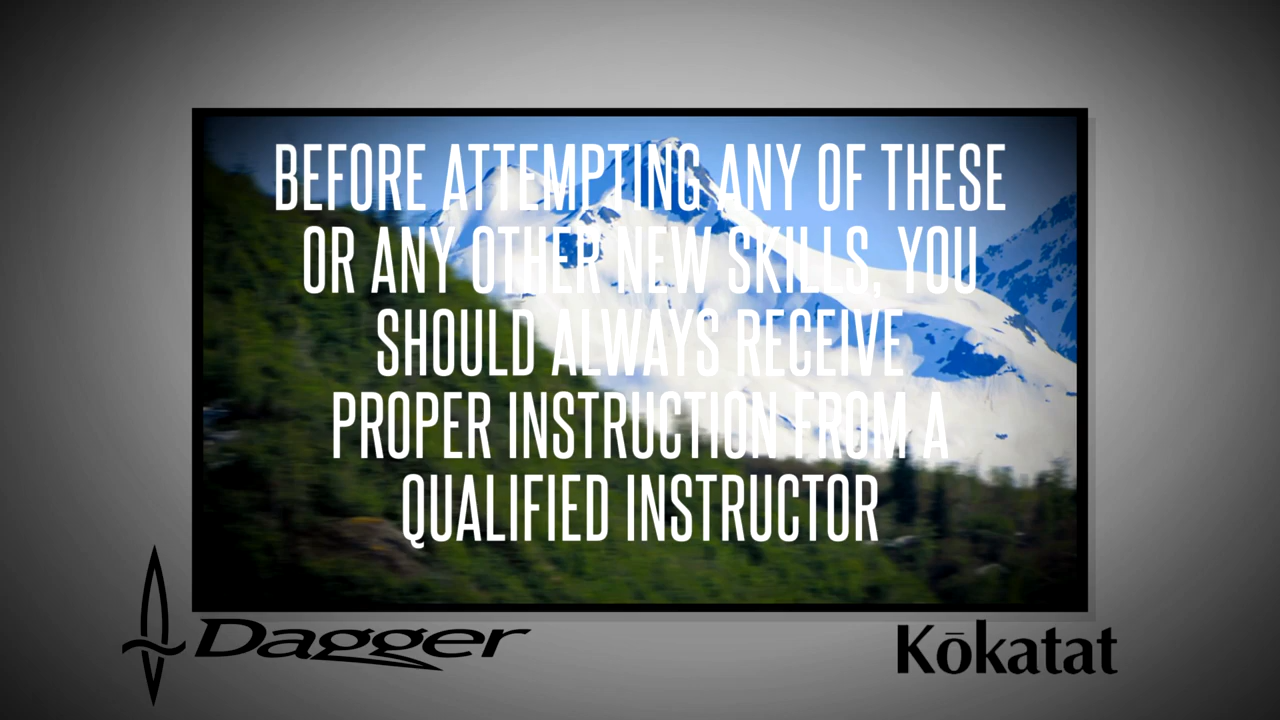 BEFORE ATTEMPTING ANY OF THESE
OR ANY OTHER NEW SKILLS, YOU
SHOULD ALWAYS RECEIVE
PROPER INSTRUCTION FROM A
QUALIFIED INSTRUCTOR
Dagger
Kōkatat